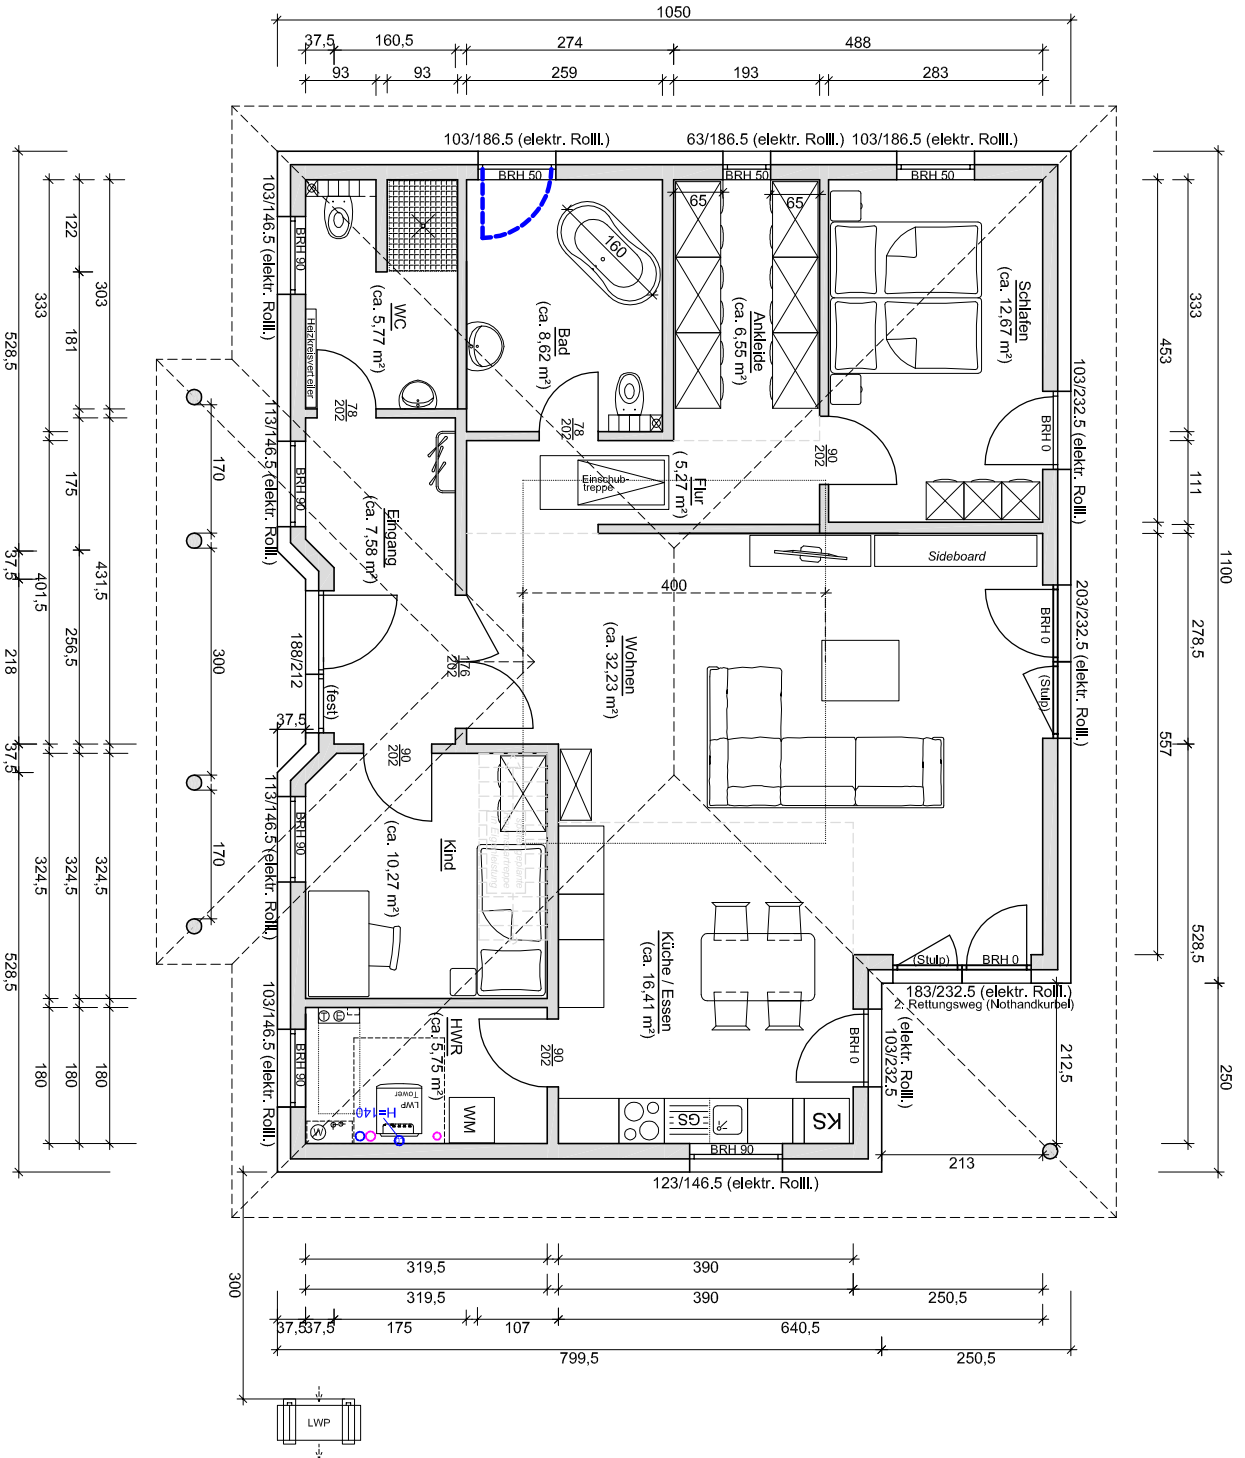 1050
37,5
160,5
274
488
93
93
259
193
283
103/186.5 (elektr. Rolll.)
63/186.5 (elektr. Rolll.)
103/186.5 (elektr. Rolll.)
BRH 50
BRH 50
BRH 50
103/146.5 (elektr. Rolll.)
BRH 90
Heizkreisverteiler
WC
(ca. 5,77 m²)
78
202
Bad
(ca. 8,62 m²)
160
78
202
65
65
Ankleide
(ca. 6,55 m²)
Schlafen
(ca. 12,67 m²)
90
202
103/232.5 (elektr. Rolll.)
BRH 0
Flur
(5,27 m²)
Einschub-
treppe
113/146.5 (elektr. Rolll.)
BRH 90
Eingang
(ca. 7,58 m²)
Sideboard
400
Wohnen
(ca. 32,23 m²)
203/232.5 (elektr. Rolll.)
BRH 0
(Stulp)
188/212
(fest)
176
202
37,5
90
202
113/146.5 (elektr. Rolll.)
BRH 90
Kind
(ca. 10,27 m²)
Küche / Essen
(ca. 16,41 m²)
(Stulp)
BRH 0
183/232.5 (elektr. Rolll.)
2. Rettungsweg (Nothandkurbel)
(elektr. Rolll.)
103/232.5
BRH 0
103/146.5 (elektr. Rolll.)
BRH 90
HWR
(ca. 5,75 m²)
90
202
LWP
Tower
H=140
WM
GS
KS
BRH 90
123/146.5 (elektr. Rolll.)
213
212,5
528,5
37,5
218
37,5
528,5
333
401,5
324,5
180
122
181
175
256,5
324,5
180
303
431,5
324,5
180
170
300
170
453
557
333
111
278,5
528,5
1100
250
300
319,5
390
319,5
390
250,5
37,5
37,5
175
107
640,5
799,5
250,5
LWP